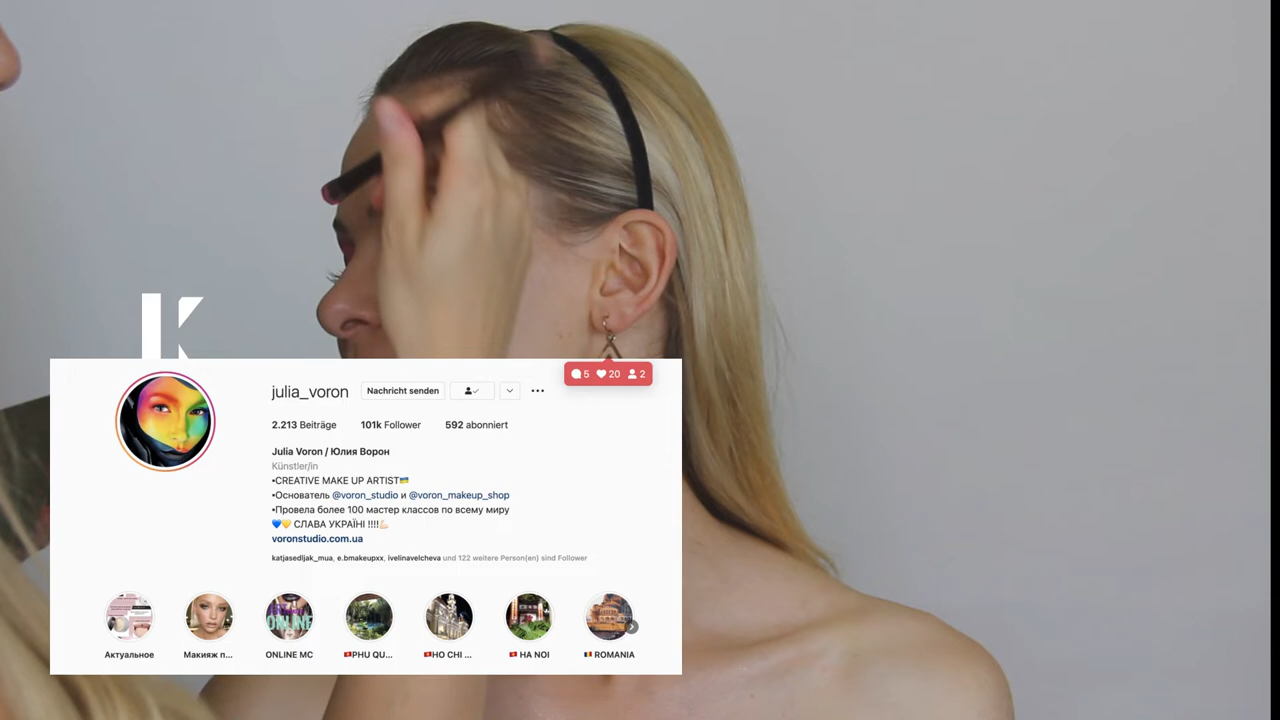 K
5 20 2
julia_voron Nachricht senden
2.213 Beiträge 101k Follower 592 abonniert
Julia Voron / Юлия Ворон
Künstler/in
•CREATIVE MAKE UP ARTIST🇺🇦
•Основатель @voron_studio и @voron_makeup_shop
•Провела более 100 мастер классов по всему миру
💙💛 СЛАВА УКРАЇНІ !!!!💪🏻
voronstudio.com.ua
katjasedljak_mua, e.bmakeupxx, ivelinavelcheva und 122 weitere Person(en) sind Follower
ONLINE
Актуальное Макияж п... ONLINE MC 🇻🇳PHU QU... 🇻🇳HO CHI ... 🇻🇳 HA NOI 🇷🇴 ROMANIA